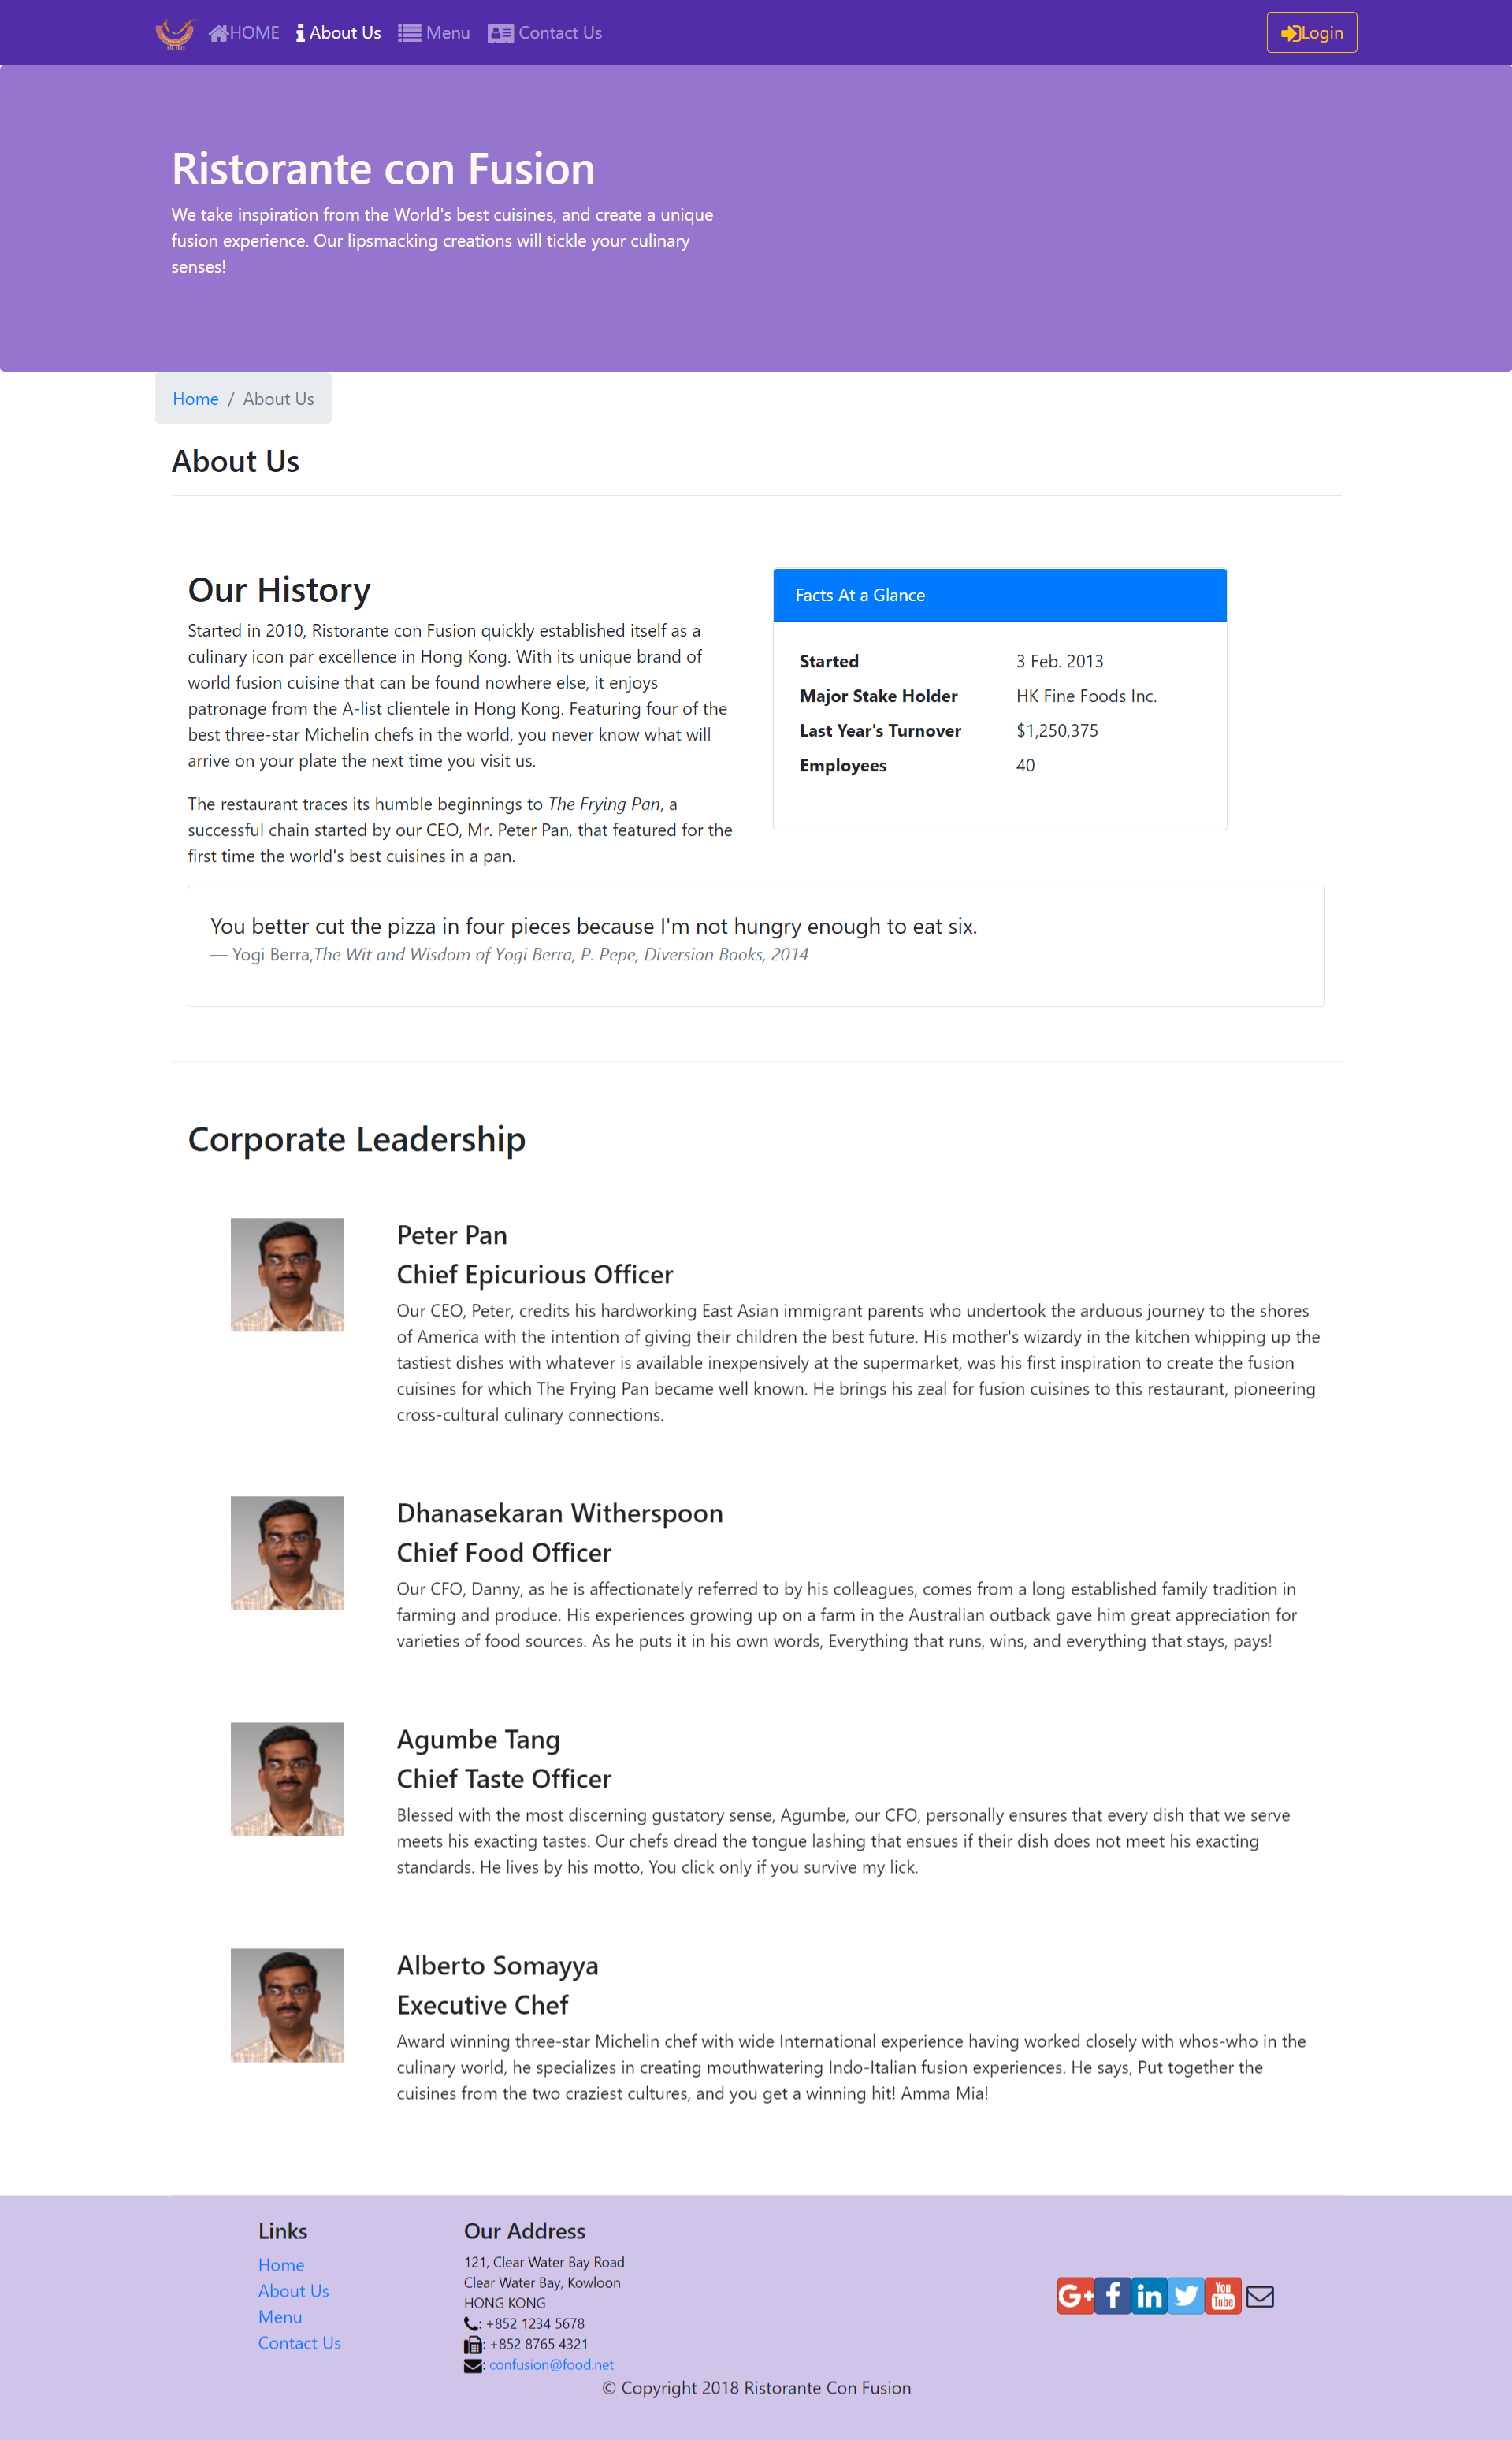 HOME About Us Menu Contact Us Login
Ristorante con Fusion
We take inspiration from the World's best cuisines, and create a unique
fusion experience. Our lipsmacking creations will tickle your culinary
senses!
Home / About Us
About Us
Our History
Started in 2010, Ristorante con Fusion quickly established itself as a
culinary icon par excellence in Hong Kong. With its unique brand of
world fusion cuisine that can be found nowhere else, it enjoys
patronage from the A-list clientele in Hong Kong. Featuring four of the
best three-star Michelin chefs in the world, you never know what will
arrive on your plate the next time you visit us.
The restaurant traces its humble beginnings to The Frying Pan, a
successful chain started by our CEO, Mr. Peter Pan, that featured for the
first time the world's best cuisines in a pan.
Facts At a Glance
Started 3 Feb. 2013
Major Stake Holder HK Fine Foods Inc.
Last Year's Turnover $1,250,375
Employees 40
You better cut the pizza in four pieces because I'm not hungry enough to eat six.
— Yogi Berra,The Wit and Wisdom of Yogi Berra, P. Pepe, Diversion Books, 2014
Corporate Leadership
Peter Pan
Chief Epicurious Officer
Our CEO, Peter, credits his hardworking East Asian immigrant parents who undertook the arduous journey to the shores
of America with the intention of giving their children the best future. His mother's wizardy in the kitchen whipping up the
tastiest dishes with whatever is available inexpensively at the supermarket, was his first inspiration to create the fusion
cuisines for which The Frying Pan became well known. He brings his zeal for fusion cuisines to this restaurant, pioneering
cross-cultural culinary connections.
Dhanasekaran Witherspoon
Chief Food Officer
Our CFO, Danny, as he is affectionately referred to by his colleagues, comes from a long established family tradition in
farming and produce. His experiences growing up on a farm in the Australian outback gave him great appreciation for
varieties of food sources. As he puts it in his own words, Everything that runs, wins, and everything that stays, pays!
Agumbe Tang
Chief Taste Officer
Blessed with the most discerning gustatory sense, Agumbe, our CFO, personally ensures that every dish that we serve
meets his exacting tastes. Our chefs dread the tongue lashing that ensues if their dish does not meet his exacting
standards. He lives by his motto, You click only if you survive my lick.
Alberto Somayya
Executive Chef
Award winning three-star Michelin chef with wide International experience having worked closely with whos-who in the
culinary world, he specializes in creating mouthwatering Indo-Italian fusion experiences. He says, Put together the
cuisines from the two craziest cultures, and you get a winning hit! Amma Mia!
Links
Home
About Us
Menu
Contact Us
Our Address
121, Clear Water Bay Road
Clear Water Bay, Kowloon
HONG KONG
: +852 1234 5678
: +852 8765 4321
: confusion@food.net
G+ f in You Tube
© Copyright 2018 Ristorante Con Fusion